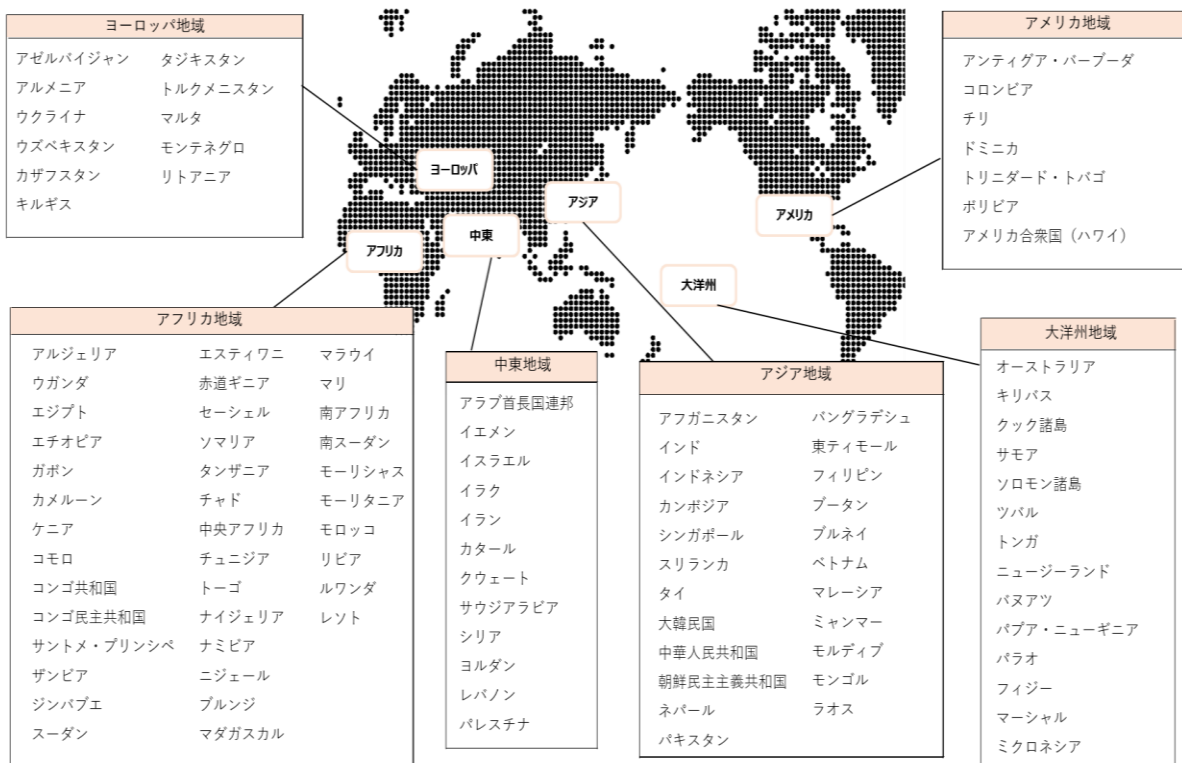 ヨーロッパ地域
アゼルバイジャン
アルメニア
ウクライナ
ウズベキスタン
カザフスタン
キルギス
タジキスタン
トルクメニスタン
マルタ
モンテネグロ
リトアニア
アメリカ地域
アンティグア・バーブーダ
コロンビア
チリ
ドミニカ
トリニダード・トバゴ
ボリビア
アメリカ合衆国（ハワイ）
ヨーロッパ
アジア
アメリカ
中東
アフリカ
大洋州
アフリカ地域
アルジェリア
ウガンダ
エジプト
エチオピア
ガボン
カメルーン
ケニア
コモロ
コンゴ共和国
コンゴ民主共和国
サントメ・プリンシペ
ザンビア
ジンバブエ
スーダン
エスティワニ
赤道ギニア
セーシェル
ソマリア
タンザニア
チャド
中央アフリカ
チュニジア
トーゴ
ナイジェリア
ナミビア
ニジェール
ブルンジ
マダガスカル
マラウイ
マリ
南アフリカ
南スーダン
モーリシャス
モーリタニア
モロッコ
リビア
ルワンダ
レソト
中東地域
アラブ首長国連邦
イエメン
イスラエル
イラク
イラン
カタール
クウェート
サウジアラビア
シリア
ヨルダン
レバノン
パレスチナ
アジア地域
アフガニスタン
インド
インドネシア
カンボジア
シンガポール
スリランカ
タイ
大韓民国
中華人民共和国
朝鮮民主主義共和国
ネパール
パキスタン
バングラデシュ
東ティモール
フィリピン
ブータン
ブルネイ
ベトナム
マレーシア
ミャンマー
モルディブ
モンゴル
ラオス
大洋州地域
オーストラリア
キリバス
クック諸島
サモア
ソロモン諸島
ツバル
トンガ
ニュージーランド
バヌアツ
パプア・ニューギニア
パラオ
フィジー
マーシャル
ミクロネシア